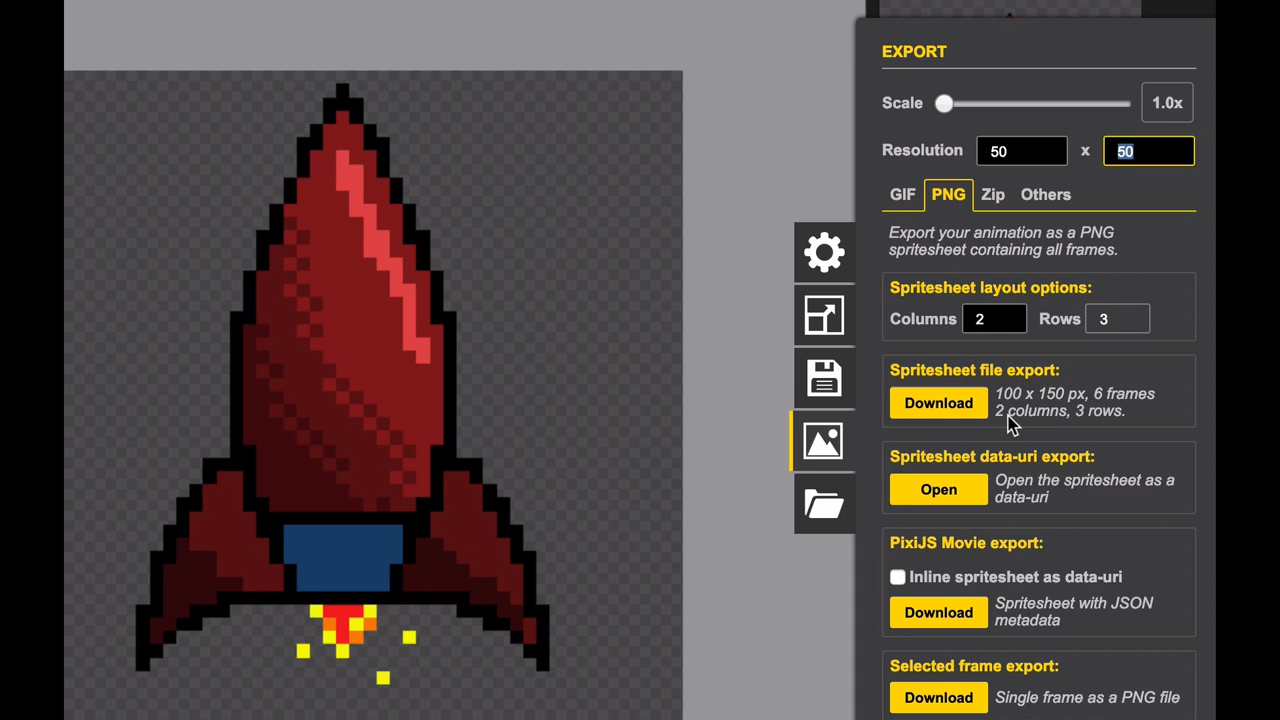 EXPORT
Scale 1.0x
Resolution 50 x 50
GIF PNG Zip Others
Export your animation as a PNG
spritesheet containing all frames.
Spritesheet layout options:
Columns 2 Rows 3
Spritesheet file export:
Download 100 x 150 px, 6 frames
2 columns, 3 rows.
Spritesheet data-uri export:
Open Open the spritesheet as a
data-uri
PixiJS Movie export:
Inline spritesheet as data-uri
Download Spritesheet with JSON
metadata
Selected frame export:
Download Single frame as a PNG file